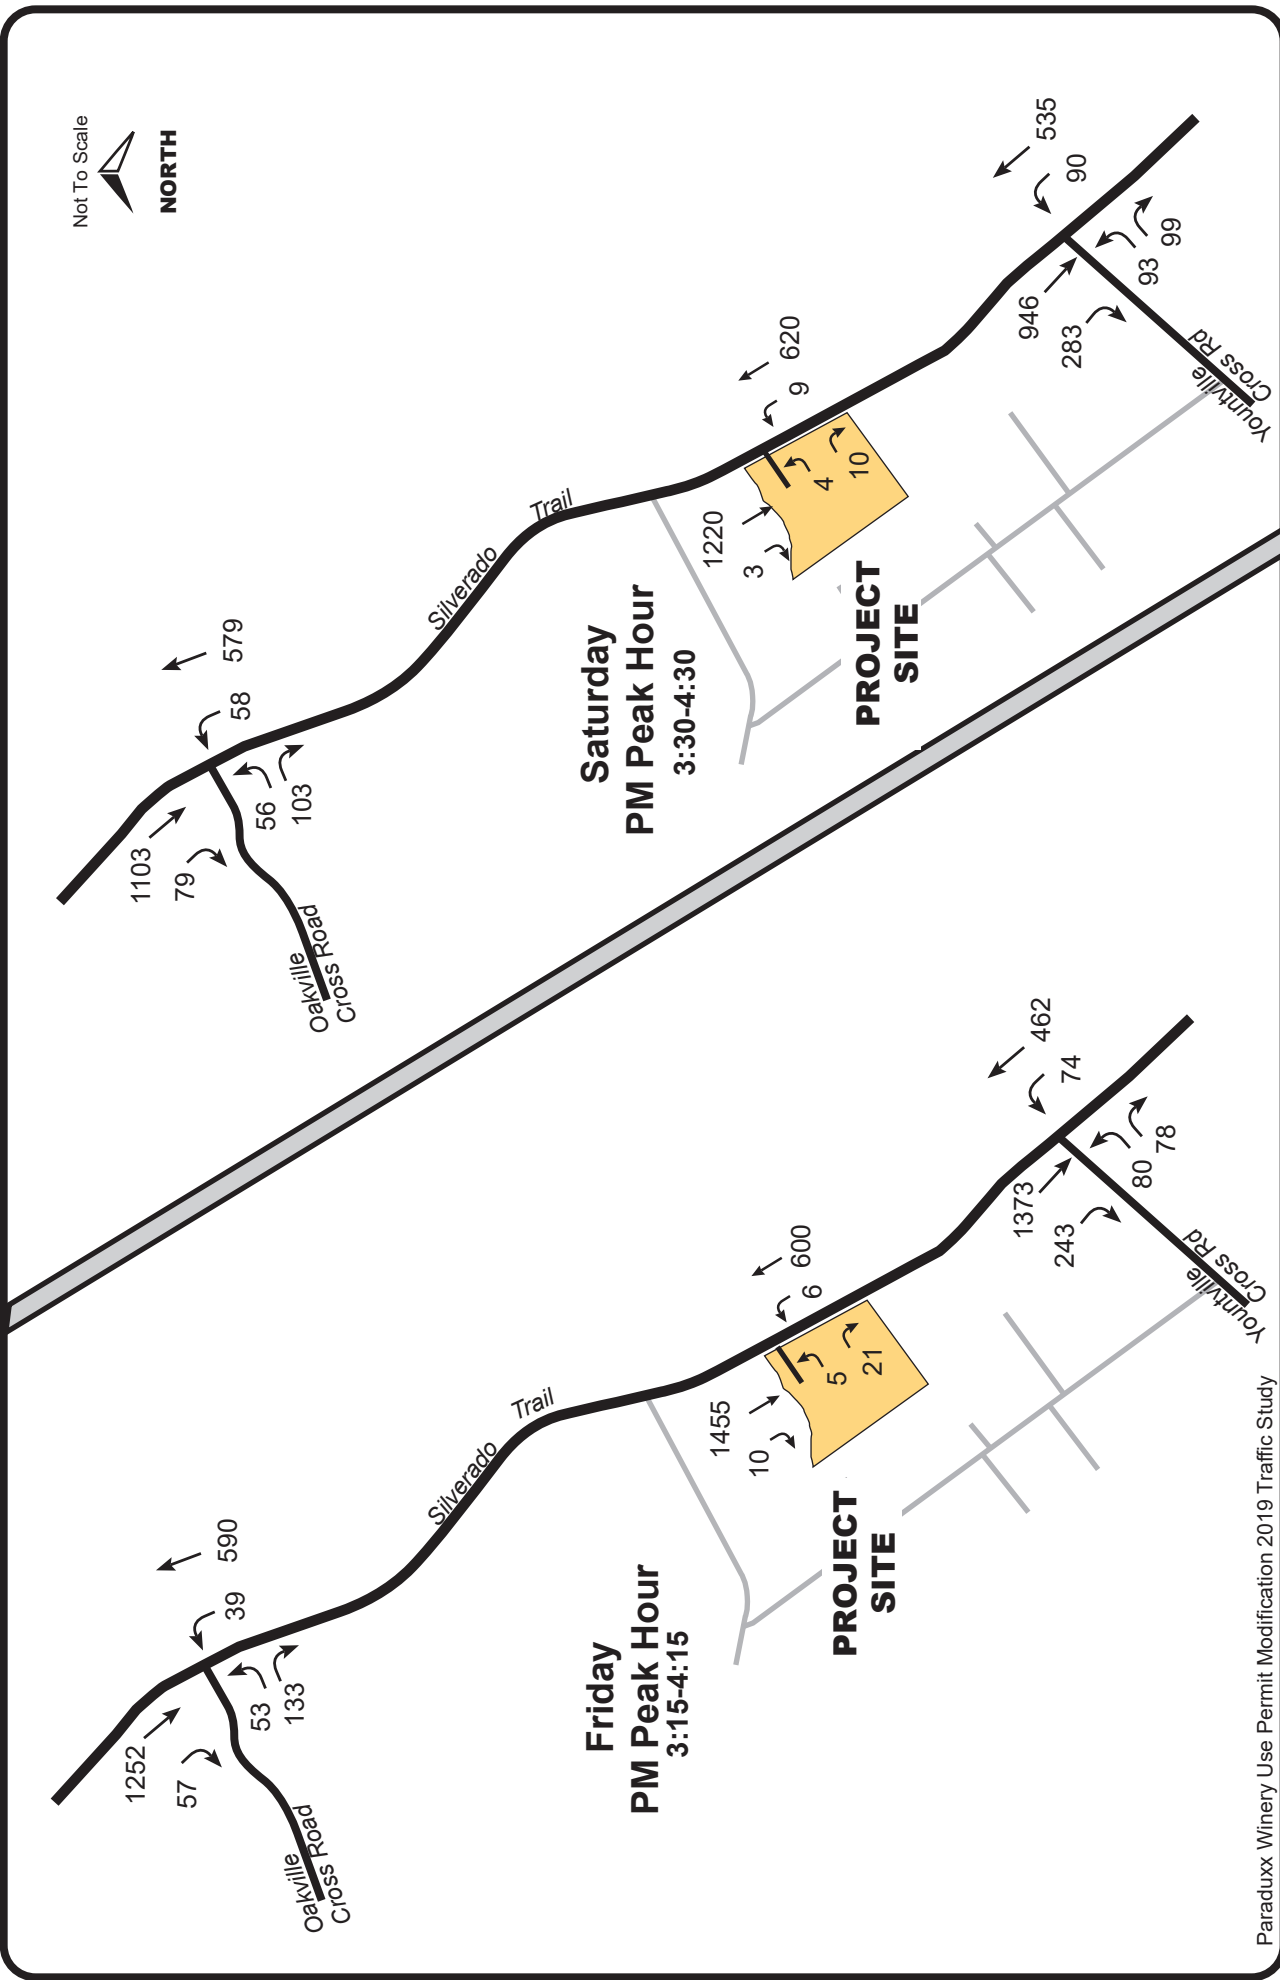 Not To Scale
NORTH
Friday
PM Peak Hour
3:15-4:15
1252
57
590
39
53
133
Oakville
Cross Road
Silverado
Trail
1455
10
600
6
5
21
PROJECT
SITE
1373
243
462
74
80
78
Yountville
Cross Rd
Saturday
PM Peak Hour
3:30-4:30
1103
79
579
58
56
103
Oakville
Cross Road
Silverado
Trail
1220
3
620
9
4
10
PROJECT
SITE
946
283
535
90
93
99
Yountville
Cross Rd
Paraduxx Winery Use Permit Modification 2019 Traffic Study